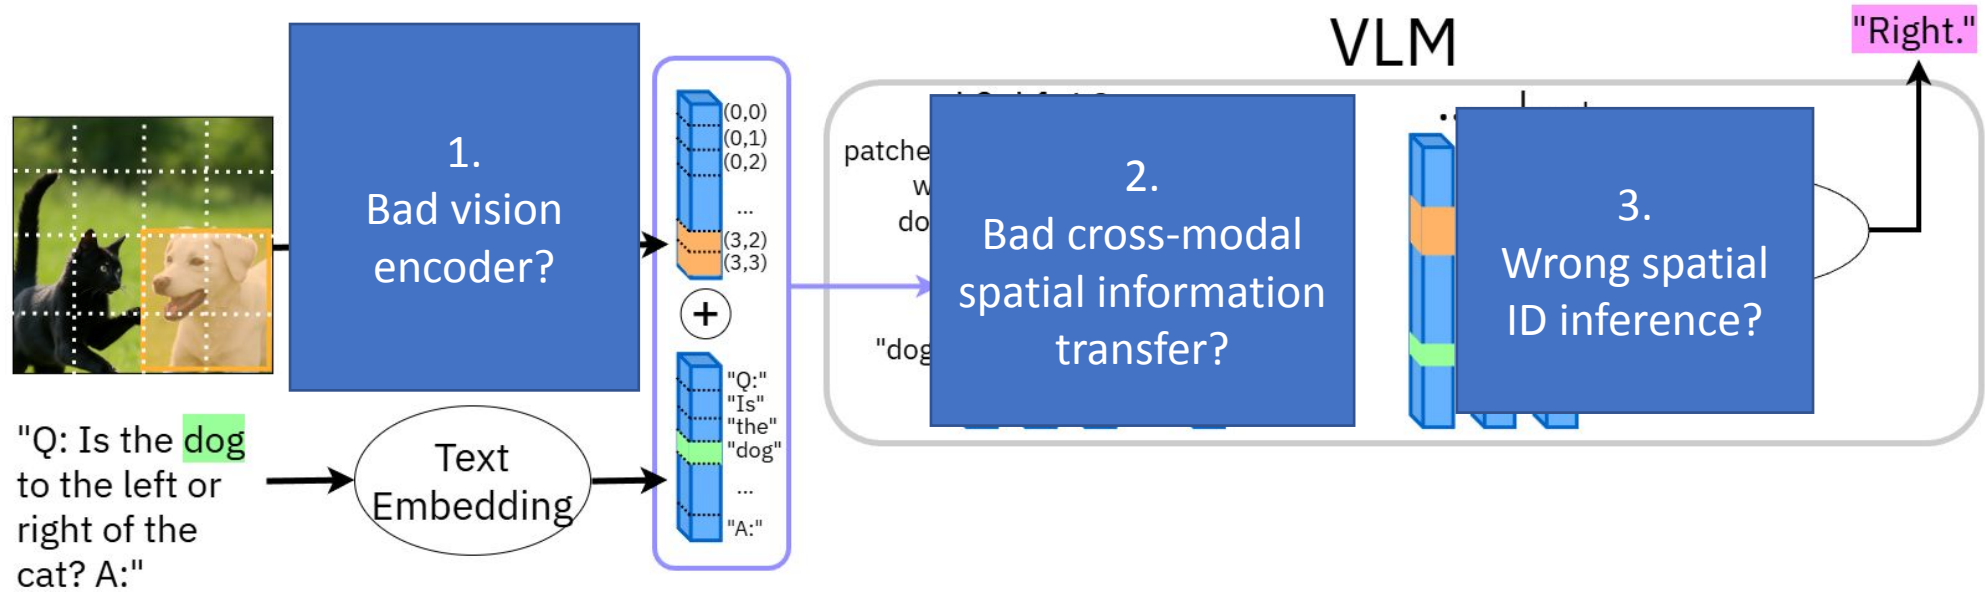 VLM
"Right."
1.
Bad vision
encoder?
(0,0)
(0,1)
(0,2)
...
(3,2)
(3,3)
+
"Q:"
"Is"
"the"
"dog"
...
"A:"
"Q: Is the dog
to the left or
right of the
cat? A:"
Text
Embedding
patche
w
do
"dog
2.
Bad cross-modal
spatial information
transfer?
3.
Wrong spatial
ID inference?